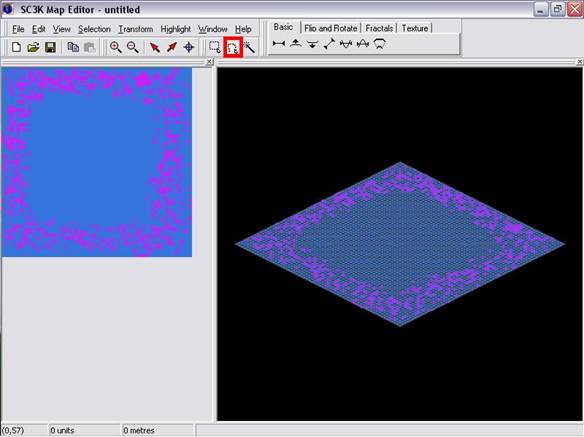 SC3K Map Editor - untitled
File Edit View Selection Transform Highlight Window Help
Basic Flip and Rotate Fractals Texture
(0,57) 0 units 0 metres